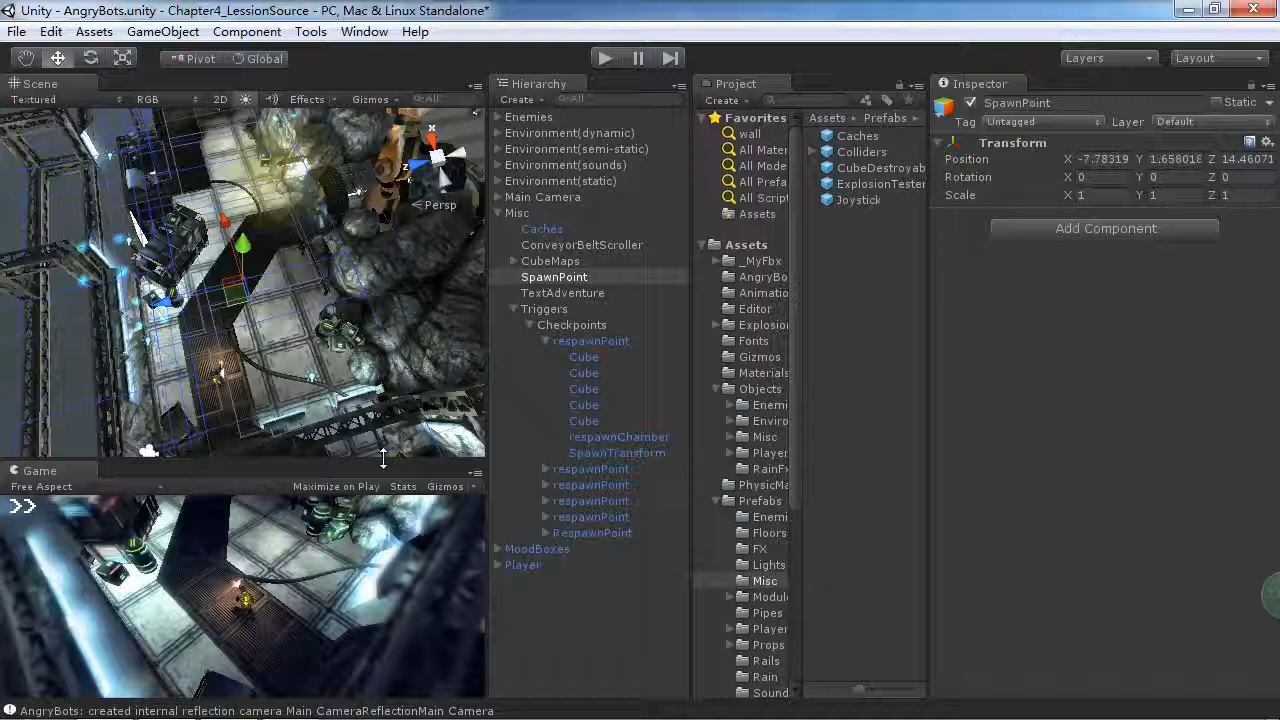 Unity - AngryBots.unity - Chapter4_LessionSource - PC, Mac & Linux Standalone*
File Edit Assets GameObject Component Tools Window Help
Pivot Global Layers Layout
Scene
Textured RGB 2D Effects Gizmos All
Persp
x
z
Game
Free Aspect Maximize on Play Stats Gizmos
Hierarchy
Create All
Enemies
Environment(dynamic)
Environment(semi-static)
Environment(sounds)
Environment(static)
Main Camera
Misc
Caches
ConveyorBeltScroller
CubeMaps
SpawnPoint
TextAdventure
Triggers
Checkpoints
respawnPoint
Cube
Cube
Cube
Cube
Cube
respawnChamber
SpawnTransform
respawnPoint
respawnPoint
respawnPoint
respawnPoint
RespawnPoint
MoodBoxes
Player
Project
Create
Favorites
wall
All Mater
All Mode
All Prefa
All Script
Assets
Assets
_MyFbx
AngryBo
Animatio
Editor
Explosio
Fonts
Gizmos
Materials
Objects
Enemi
Enviro
Misc
Player
RainFx
PhysicMa
Prefabs
Enemi
Floors
FX
Lights
Misc
Modul
Pipes
Player
Props
Rails
Rain
Sound
Assets Prefabs
Caches
Colliders
CubeDestroyab
ExplosionTester
Joystick
Inspector
SpawnPoint Static
Tag Untagged Layer Default
Transform
Position X -7.78319 Y 1.658018 Z 14.46071
Rotation X 0 Y 0 Z 0
Scale X 1 Y 1 Z 1
Add Component
AngryBots: created internal reflection camera Main CameraReflectionMain Camera